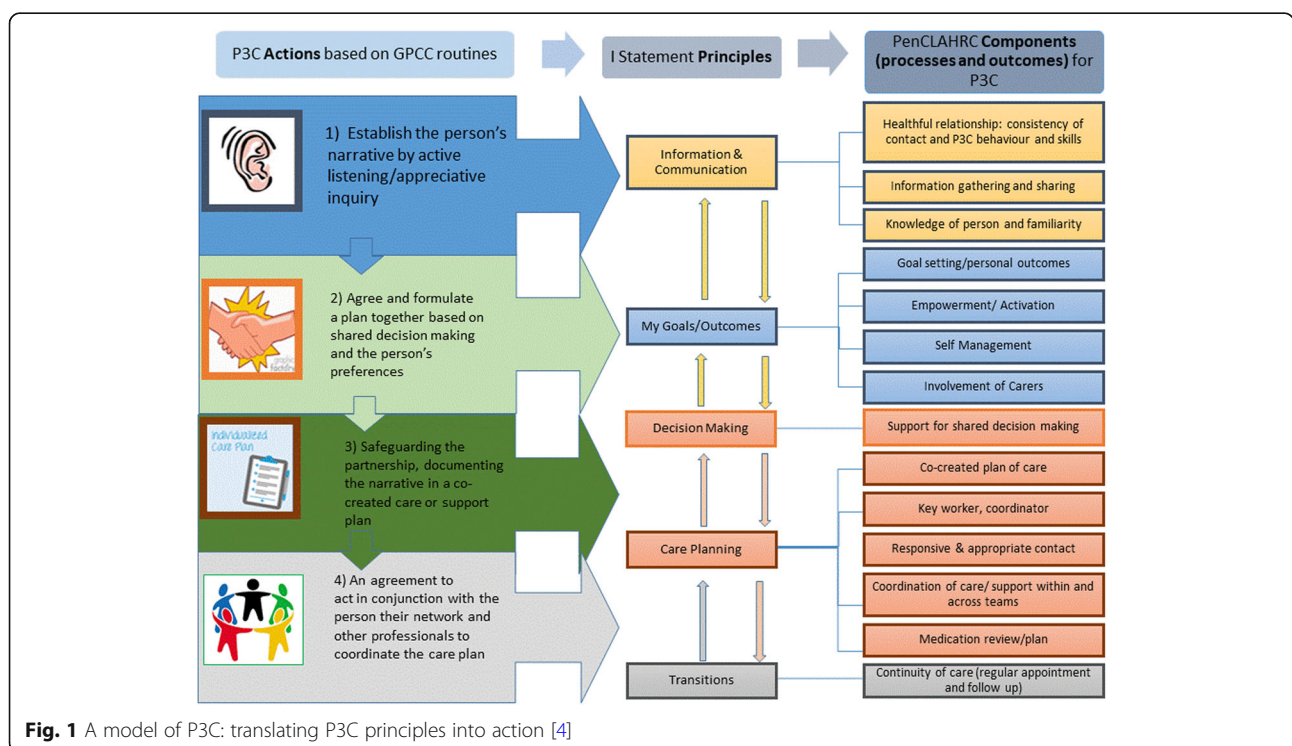 P3C Actions based on GPCC routines
I Statement Principles
PenCLAHRC Components
(processes and outcomes) for
P3C
1) Establish the person's
narrative by active
listening/appreciative
inquiry
2) Agree and formulate
a plan together based on
shared decision making
and the person's
preferences
Individualized
Care Plan
3) Safeguarding the
partnership, documenting
the narrative in a co-
created care or support
plan
4) An agreement to
act in conjunction with the
person their network and
other professionals to
coordinate the care plan
Information &
Communication
My Goals/Outcomes
Decision Making
Care Planning
Transitions
Healthful relationship: consistency of
contact and P3C behaviour and skills
Information gathering and sharing
Knowledge of person and familiarity
Goal setting/personal outcomes
Empowerment/ Activation
Self Management
Involvement of Carers
Support for shared decision making
Co-created plan of care
Key worker, coordinator
Responsive & appropriate contact
Coordination of care/ support within and
across teams
Medication review/plan
Continuity of care (regular appointment
and follow up)
Fig. 1 A model of P3C: translating P3C principles into action [4]